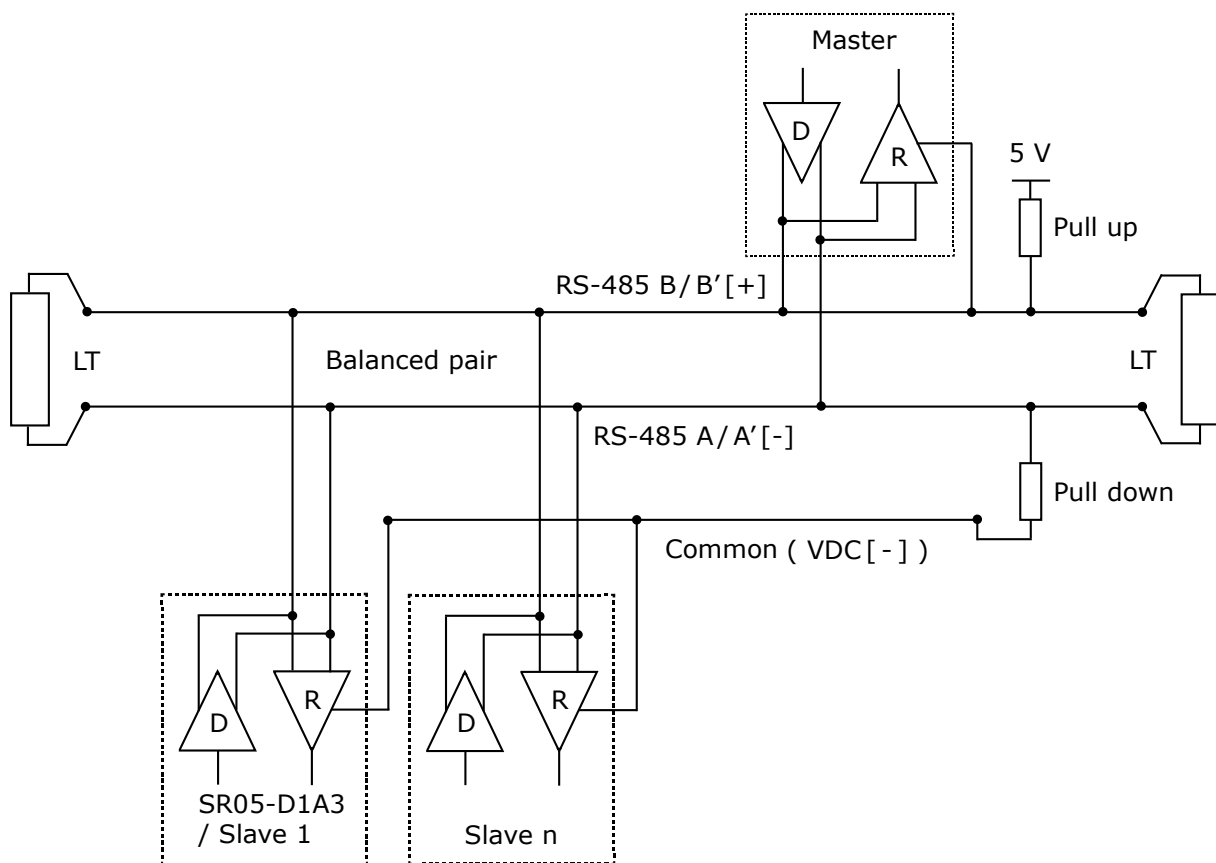 Master
D
R
5 V
Pull up
RS-485 B/B’[+]
LT
Balanced pair
LT
RS-485 A/A’[-]
Pull down
Common ( VDC[-] )
D
R
D
R
SR05-D1A3
/ Slave 1
Slave n